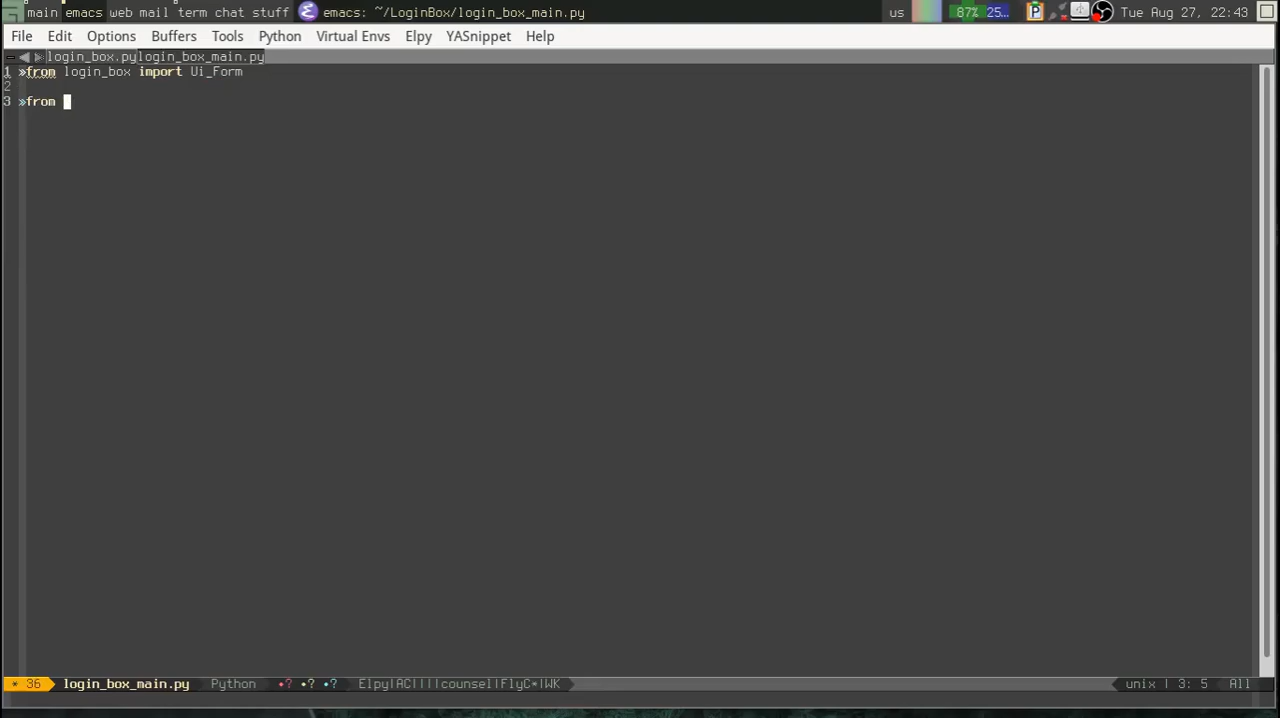 main emacs web mail term chat stuff emacs: ~/LoginBox/login_box_main.py us 87% 25… Tue Aug 27, 22:43
File Edit Options Buffers Tools Python Virtual Envs Elpy YASnippet Help
login_box.py login_box_main.py
1 »from login_box import Ui_Form
2
3 »from
* 36 login_box_main.py Python •? •? •? Elpy|AC||||counsel|FlyC*|WK unix | 3: 5 All